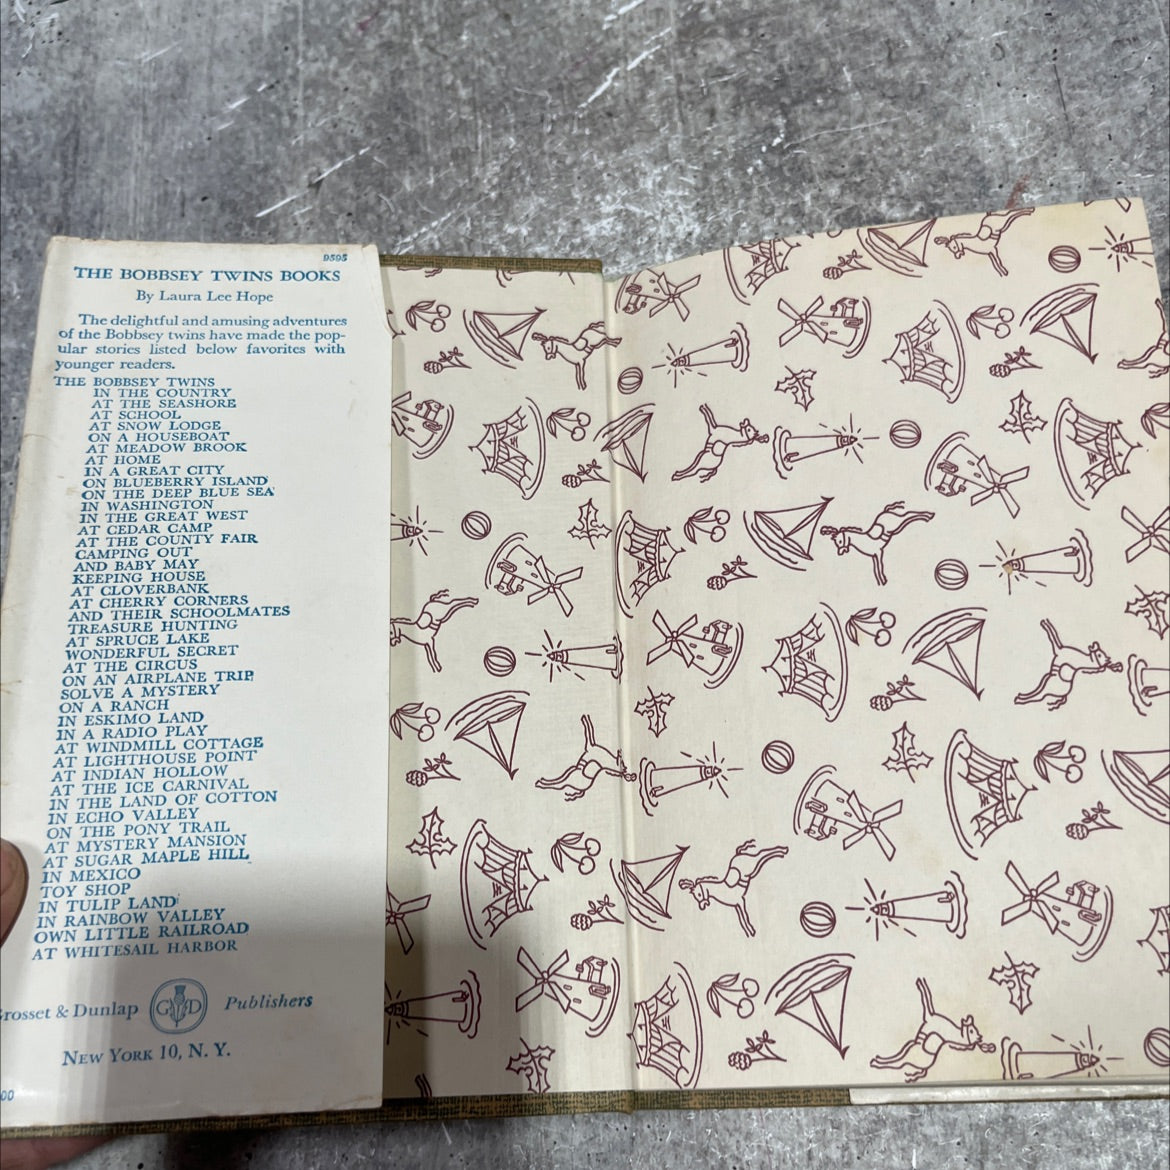 9595
THE BOBBSEY TWINS BOOKS
By Laura Lee Hope
The delightful and amusing adventures
of the Bobbsey twins have made the pop-
ular stories listed below favorites with
younger readers.
THE BOBBSEY TWINS
IN THE COUNTRY
AT THE SEASHORE
AT SCHOOL
AT SNOW LODGE
ON A HOUSEBOAT
AT MEADOW BROOK
AT HOME
IN A GREAT CITY
ON BLUEBERRY ISLAND
ON THE DEEP BLUE SEA
IN WASHINGTON
IN THE GREAT WEST
AT CEDAR CAMP
AT THE COUNTY FAIR
CAMPING OUT
AND BABY MAY
KEEPING HOUSE
AT CLOVERBANK
AT CHERRY CORNERS
AND THEIR SCHOOLMATES
TREASURE HUNTING
AT SPRUCE LAKE
WONDERFUL SECRET
AT THE CIRCUS
ON AN AIRPLANE TRIP
SOLVE A MYSTERY
ON A RANCH
IN ESKIMO LAND
IN A RADIO PLAY
AT WINDMILL COTTAGE
AT LIGHTHOUSE POINT
AT INDIAN HOLLOW
AT THE ICE CARNIVAL
IN THE LAND OF COTTON
IN ECHO VALLEY
ON THE PONY TRAIL
AT MYSTERY MANSION
AT SUGAR MAPLE HILL
IN MEXICO
TOY SHOP
IN TULIP LAND
IN RAINBOW VALLEY
OWN LITTLE RAILROAD
AT WHITESAIL HARBOR
rosset & Dunlap G D Publishers
NEW YORK 10, N. Y.
00